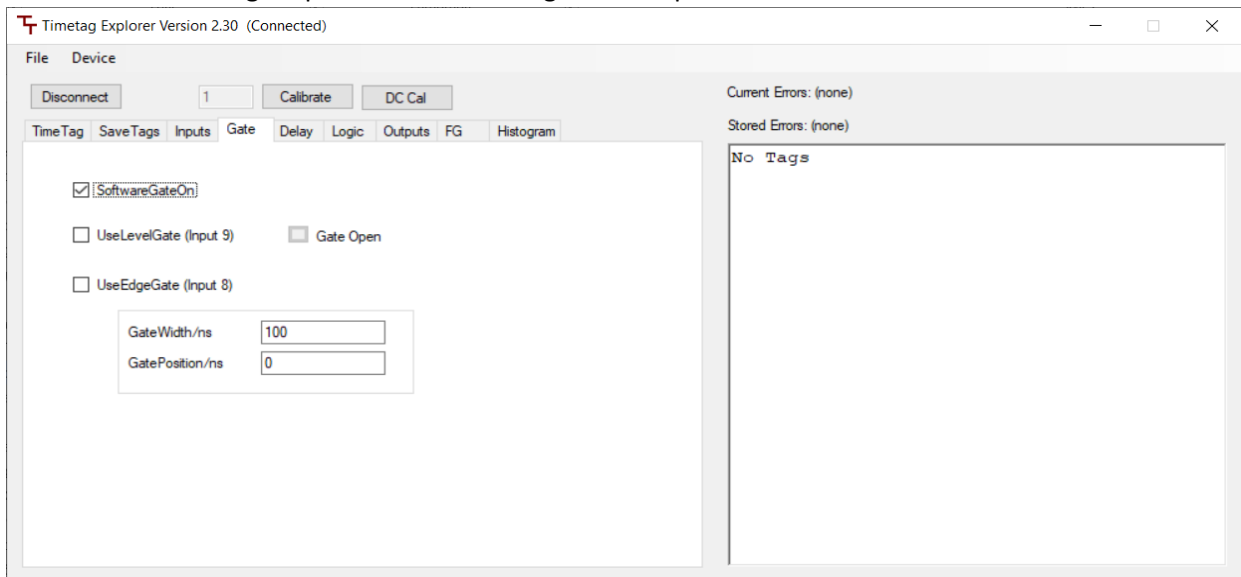 Timetag Explorer Version 2.30 (Connected)
File Device
Disconnect 1 Calibrate DC Cal
TimeTag SaveTags Inputs Gate Delay Logic Outputs FG Histogram
SoftwareGateOn
UseLevelGate (Input 9) Gate Open
UseEdgeGate (Input 8)
GateWidth/ns 100
GatePosition/ns 0
Current Errors: (none)
Stored Errors: (none)
No Tags